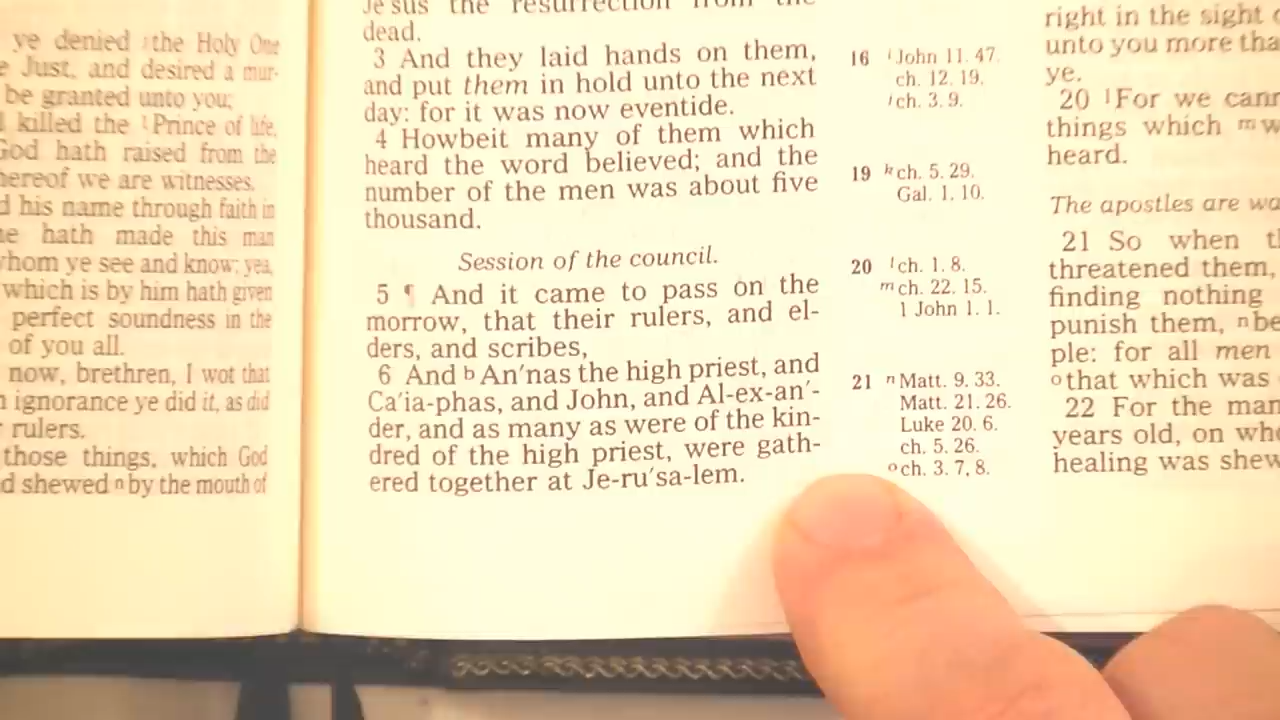 ye denied the Holy One
Just, and desired a mur-
be granted unto you;
killed the lPrince of life,
God hath raised from the
hereof we are witnesses.
his name through faith in
hath made this man
whom ye see and know: yea,
which is by him hath given
perfect soundness in the
of you all.
now, brethren, I wot that
ignorance ye did it, as did
rulers.
those things, which God
shewed nby the mouth of
Je′sus the resurrection from the
dead.
3 And they laid hands on them,
and put them in hold unto the next
day: for it was now eventide.
4 Howbeit many of them which
heard the word believed; and the
number of the men was about five
thousand.
Session of the council.
5 ¶ And it came to pass on the
morrow, that their rulers, and el-
ders, and scribes,
6 And b An′nas the high priest, and
Ca′ia-phas, and John, and Al-ex-an′-
der, and as many as were of the kin-
dred of the high priest, were gath-
ered together at Je-ru′sa-lem.
16 i John 11. 47.
ch. 12. 19.
j ch. 3. 9.
19 k ch. 5. 29.
Gal. 1. 10.
20 l ch. 1. 8.
m ch. 22. 15.
1 John 1. 1.
21 n Matt. 9. 33.
Matt. 21. 26.
Luke 20. 6.
ch. 5. 26.
o ch. 3. 7, 8.
right in the sight
unto you more
ye.
20 l For we
things which m
heard.
The apostles are
21 So when
threatened them,
finding nothing
punish them, n
ple: for all men
o that which was
22 For the
years old, on
healing was